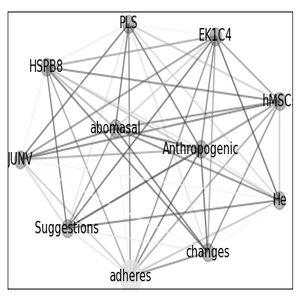 PLS
EK1C4
HSPB8
hMSC
abomasal
Anthropogenic
JUNV
He
Suggestions
changes
adheres